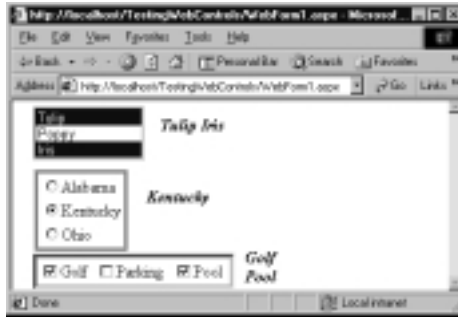 http://localhost/TestingWebControls/WebForm1.aspx - Microsof...
File Edit View Favorites Tools Help
Back Personal Bar Search Favorites
Address http://localhost/TestingWebControls/WebForm1.aspx Go Links
Tulip
Poppy
Iris
Tulip Iris
Alabama
Kentucky
Ohio
Kentucky
Golf Parking Pool
Golf
Pool
Done Local intranet